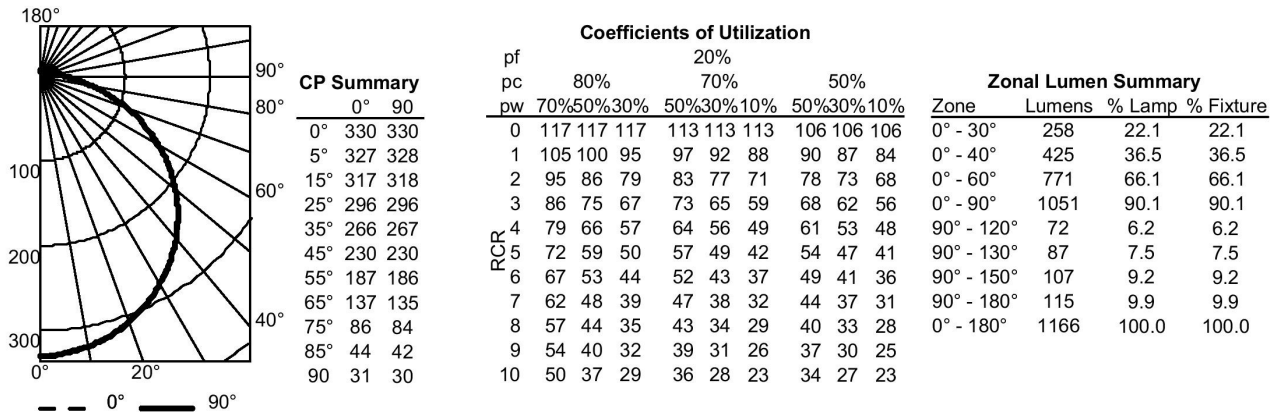 180°
90°
80°
60°
40°
100
200
300
0° 20°
0° 90°
CP Summary
0° 90
0° 330 330
5° 327 328
15° 317 318
25° 296 296
35° 266 267
45° 230 230
55° 187 186
65° 137 135
75° 86 84
85° 44 42
90 31 30
Coefficients of Utilization
pf 20%
pc 80% 70% 50%
pw 70%50%30% 50%30%10% 50%30%10%
RCR
0 117 117 117 113 113 113 106 106 106
1 105 100 95 97 92 88 90 87 84
2 95 86 79 83 77 71 78 73 68
3 86 75 67 73 65 59 68 62 56
4 79 66 57 64 56 49 61 53 48
5 72 59 50 57 49 42 54 47 41
6 67 53 44 52 43 37 49 41 36
7 62 48 39 47 38 32 44 37 31
8 57 44 35 43 34 29 40 33 28
9 54 40 32 39 31 26 37 30 25
10 50 37 29 36 28 23 34 27 23
Zonal Lumen Summary
Zone Lumens % Lamp % Fixture
0° - 30° 258 22.1 22.1
0° - 40° 425 36.5 36.5
0° - 60° 771 66.1 66.1
0° - 90° 1051 90.1 90.1
90° - 120° 72 6.2 6.2
90° - 130° 87 7.5 7.5
90° - 150° 107 9.2 9.2
90° - 180° 115 9.9 9.9
0° - 180° 1166 100.0 100.0